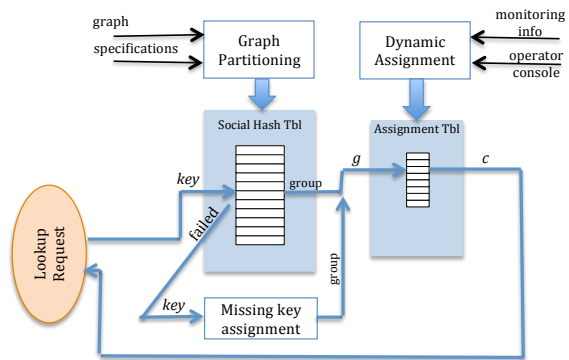 graph
specifications
Graph
Partitioning
Dynamic
Assignment
monitoring
info
operator
console
Social Hash Tbl
Assignment Tbl
key
group
g
c
failed
Lookup
Request
key
Missing key
assignment
group